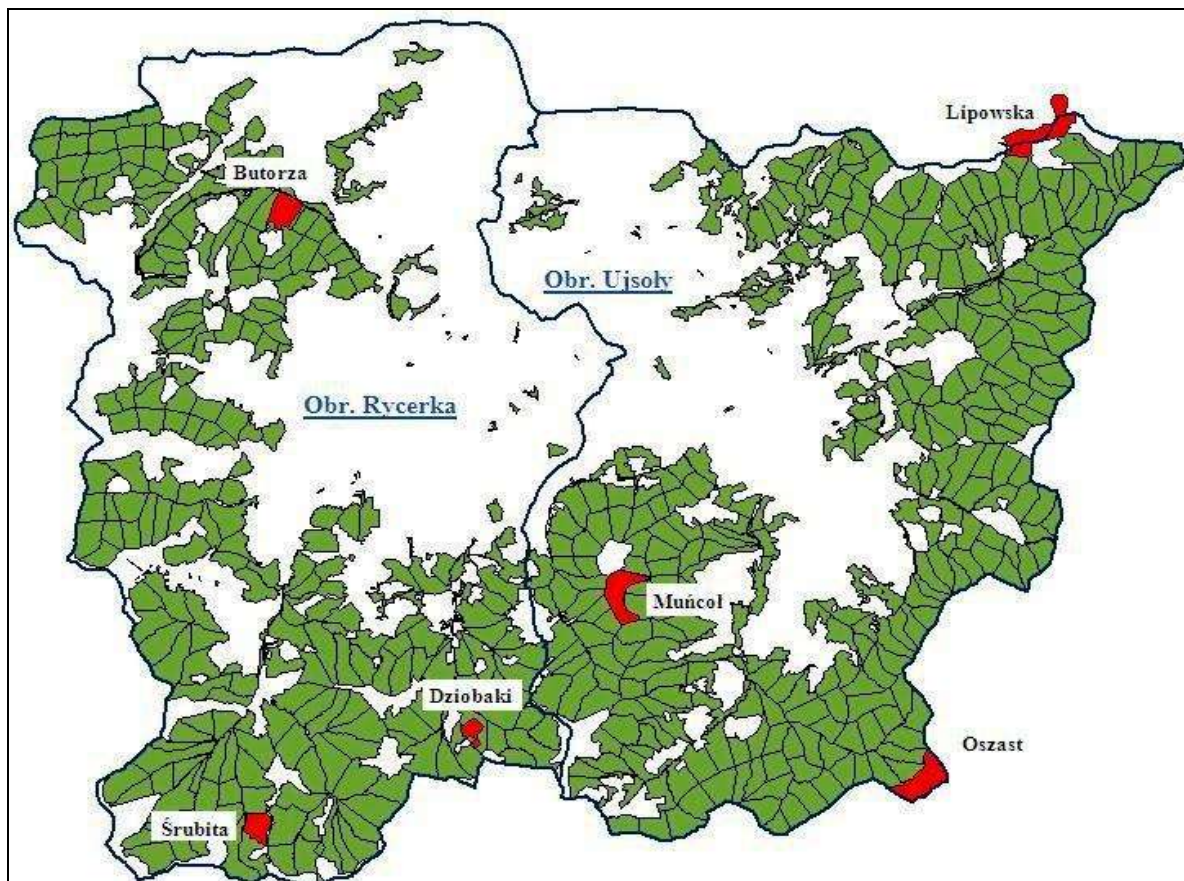 Lipowska
Butorza
Obr. Ujsoły
Obr. Rycerka
Muńcoł
Dziobaki
Oszast
Śrubita